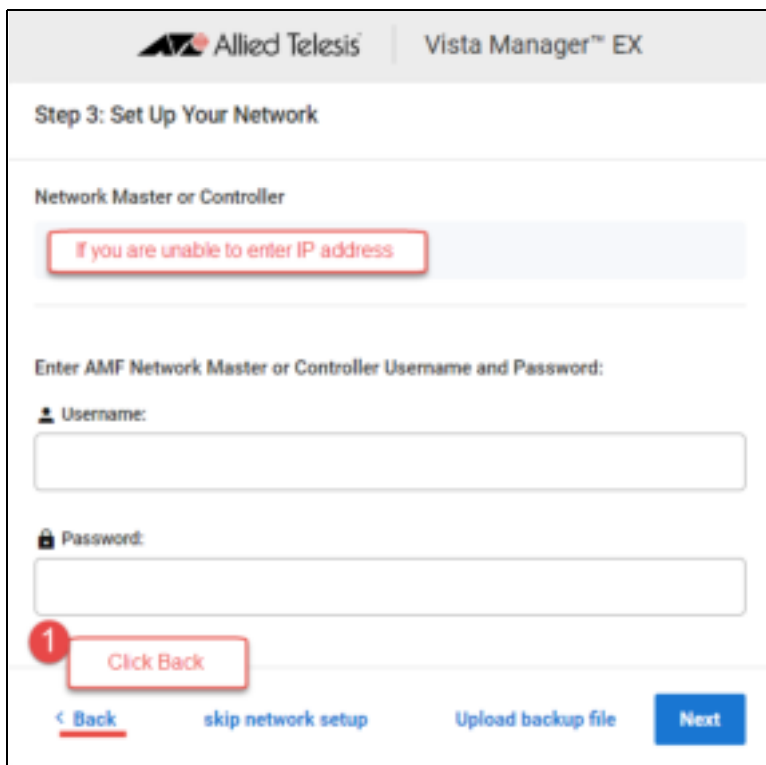 Allied Telesis
Vista Manager™ EX
Step 3: Set Up Your Network
Network Master or Controller
If you are unable to enter IP address
Enter AMF Network Master or Controller Username and Password:
Username:
Password:
1
Click Back
< Back
skip network setup
Upload backup file
Next